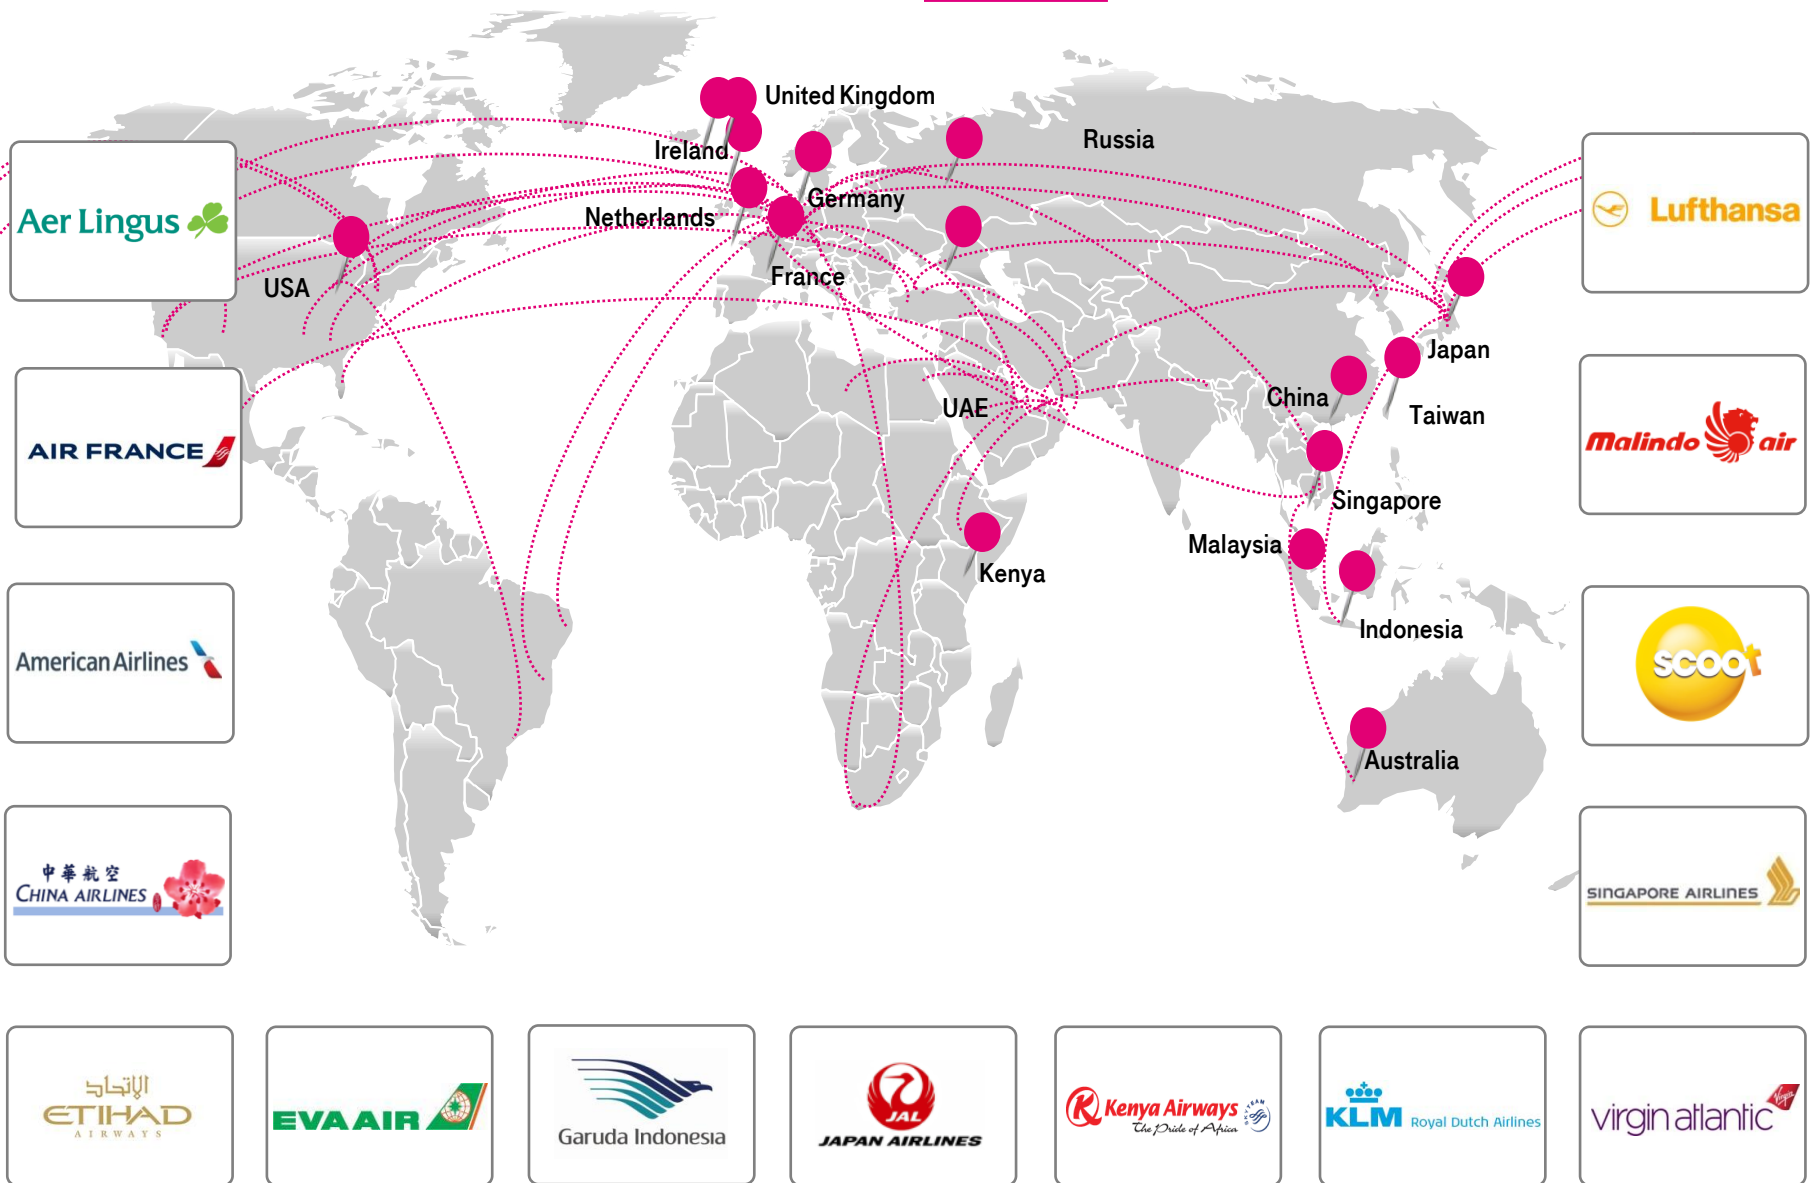 United Kingdom
Russia
Ireland
Germany
Netherlands
France
USA
Japan
China
UAE
Taiwan
Singapore
Malaysia
Kenya
Indonesia
Australia
Aer Lingus
Lufthansa
AIR FRANCE
malindo air
American Airlines
scoot
中華航空
CHINA AIRLINES
SINGAPORE AIRLINES
الإتحاد
ETIHAD
AIRWAYS
EVA AIR
Garuda Indonesia
JAL
JAPAN AIRLINES
Kenya Airways
The Pride of Africa
KLM Royal Dutch Airlines
virgin atlantic
Virgin